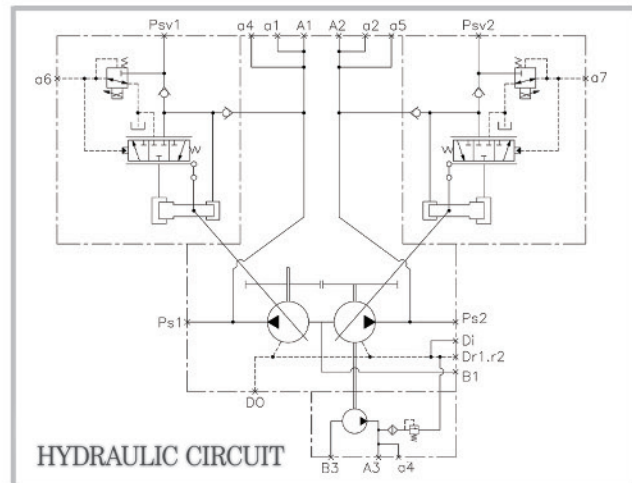 Psv1 a4 a1 A1 A2 a2 a5 Psv2
a6 a7
Ps1 Ps2
Di
Dr1.r2
B1
DO
HYDRAULIC CIRCUIT
B3 A3 a4